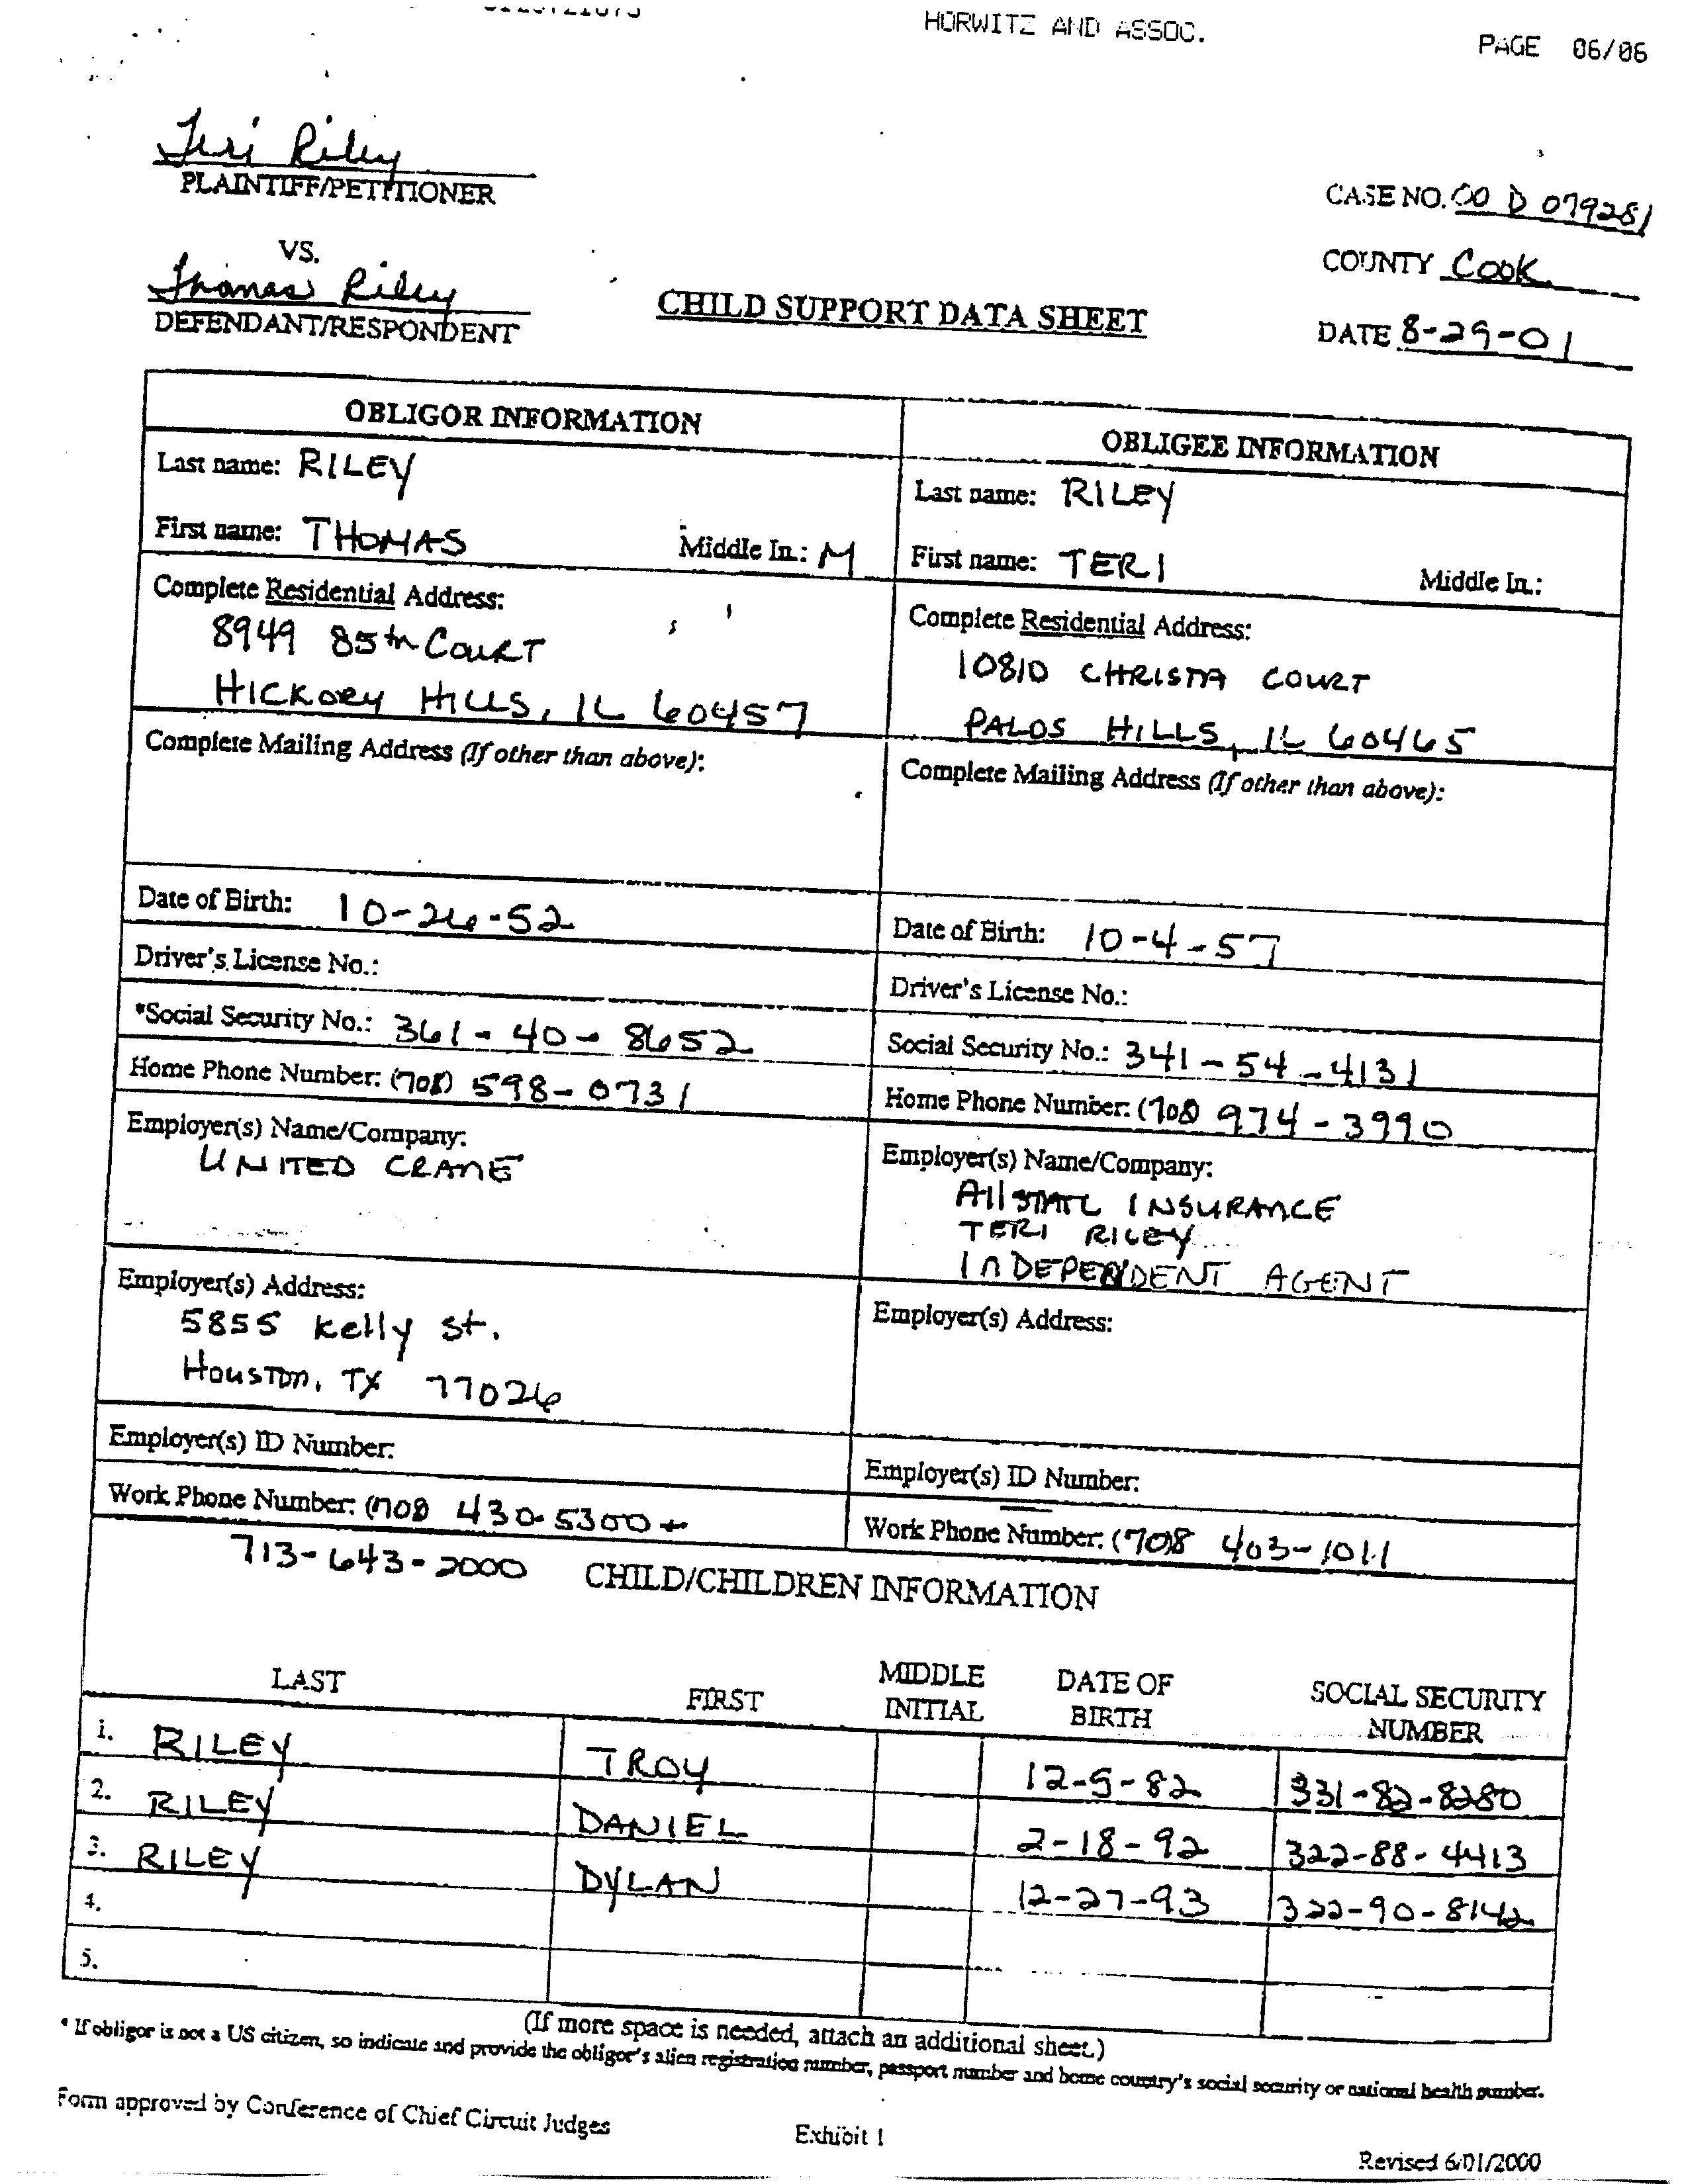 HORWITZ AND ASSOC.
PAGE 06/06
Teri Riley
PLAINTIFF/PETITIONER
CASE NO. 00 D 079281
VS.
COUNTY Cook
Thomas Riley
DEFENDANT/RESPONDENT
CHILD SUPPORT DATA SHEET
DATE 8-29-01
OBLIGOR INFORMATION
Last name: RILEY
First name: THOMAS Middle In.: M
Complete Residential Address:
8949 85th COURT
HICKORY HILLS, IL 60457
Complete Mailing Address (If other than above):
Date of Birth: 10-26-52
Driver's License No.:
*Social Security No.: 361-40-8652
Home Phone Number: (708) 598-0731
Employer(s) Name/Company:
UNITED CRANE
Employer(s) Address:
5855 Kelly St.
HOUSTON, TX 77026
Employer(s) ID Number:
Work Phone Number: (708 430-5300 +
713-643-2000
OBLIGEE INFORMATION
Last name: RILEY
First name: TERI Middle In.:
Complete Residential Address:
10810 CHRISTA COURT
PALOS HILLS, IL 60465
Complete Mailing Address (If other than above):
Date of Birth: 10-4-57
Driver's License No.:
Social Security No.: 341-54-4131
Home Phone Number: (708 974-3990
Employer(s) Name/Company:
AllSTATE INSURANCE
TERI RILEY
INDEPENDENT AGENT
Employer(s) Address:
Employer(s) ID Number:
Work Phone Number: (708 403-1011
CHILD/CHILDREN INFORMATION
LAST FIRST MIDDLE INITIAL DATE OF BIRTH SOCIAL SECURITY NUMBER
1. RILEY TROY 12-5-82 331-82-8280
2. RILEY DANIEL 2-18-92 322-88-4413
3. RILEY DYLAN 12-27-93 322-90-8142
4.
5.
(If more space is needed, attach an additional sheet.)
* If obligor is not a US citizen, so indicate and provide the obligor's alien registration number, passport number and home country's social security or national health number.
Form approved by Conference of Chief Circuit Judges
Exhibit 1
Revised 6/01/2000